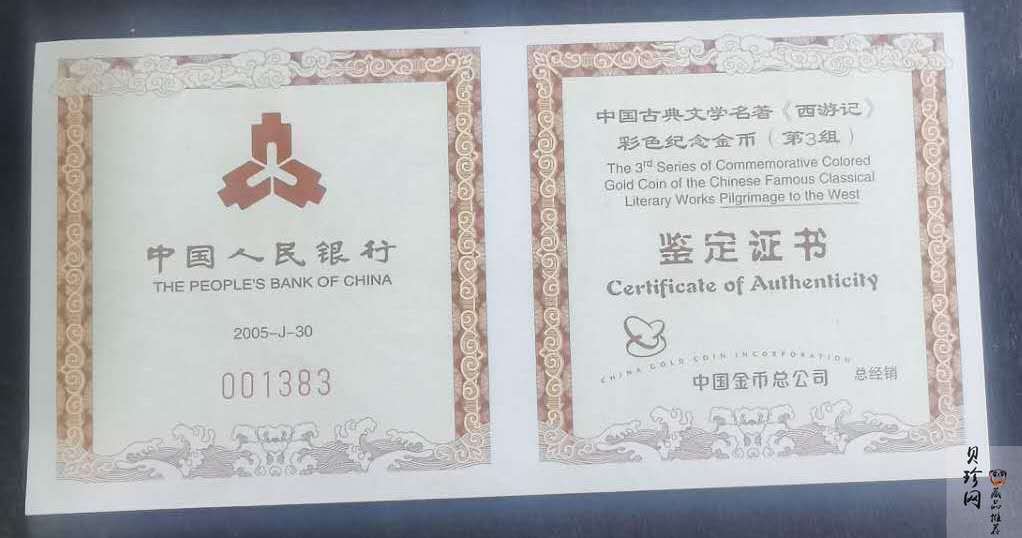 中国人民银行
THE PEOPLE'S BANK OF CHINA
2005-J-30
001383
中国古典文学名著《西游记》
彩色纪念金币(第3组)
The 3rd Series of Commemorative Colored
Gold Coin of the Chinese Famous Classical
Literary Works Pilgrimage to the West
鉴定证书
Certificate of Authenticity
CHINA GOLD COIN INCORPORATION
中国金币总公司 总经销
贝珍网
藏品推荐